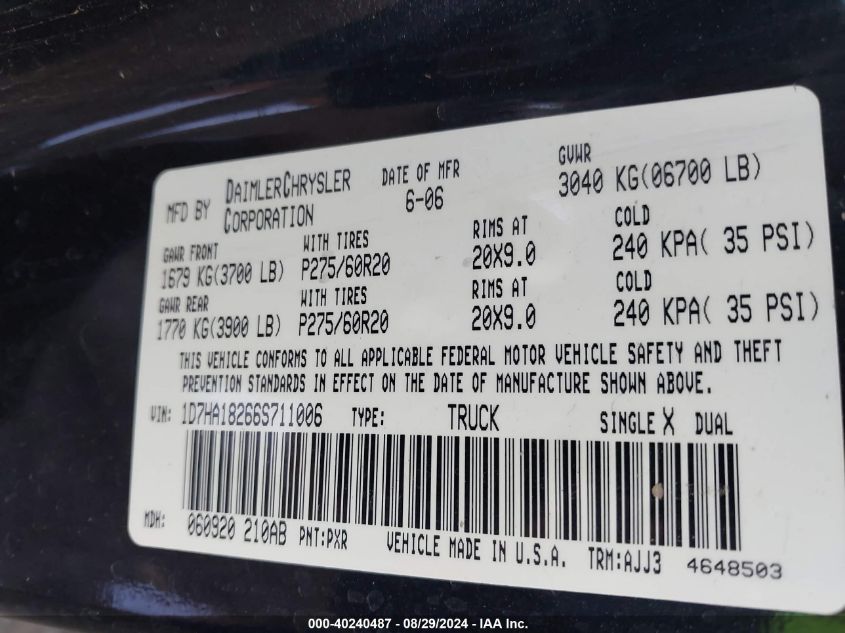 MFD BY DAIMLERCHRYSLER CORPORATION DATE OF MFR 6-06 GVWR 3040 KG(06700 LB)
GAWR FRONT WITH TIRES RIMS AT COLD
1679 KG(3700 LB) P275/60R20 20X9.0 240 KPA( 35 PSI)
GAWR REAR WITH TIRES RIMS AT COLD
1770 KG(3900 LB) P275/60R20 20X9.0 240 KPA( 35 PSI)
THIS VEHICLE CONFORMS TO ALL APPLICABLE FEDERAL MOTOR VEHICLE SAFETY AND THEFT
PREVENTION STANDARDS IN EFFECT ON THE DATE OF MANUFACTURE SHOWN ABOVE.
VIN: 1D7HA18266S711006 TYPE: TRUCK SINGLE X DUAL
MDH: 060920 210AB PNT:PXR VEHICLE MADE IN U.S.A. TRM:AJJ3 4648503
000-40240487 - 08/29/2024 - IAA Inc.